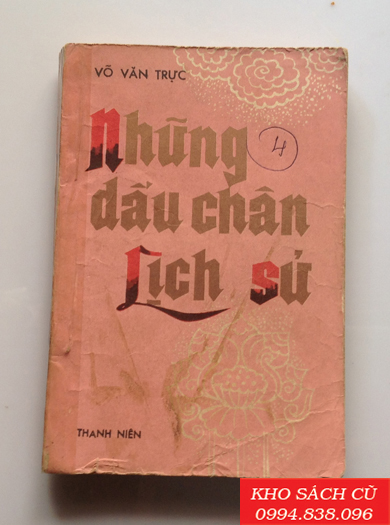 VÕ VĂN TRỰC
Những
4
dấu chân
Lịch sử
THANH NIÊN
KHO SÁCH CŨ
0994.838.096